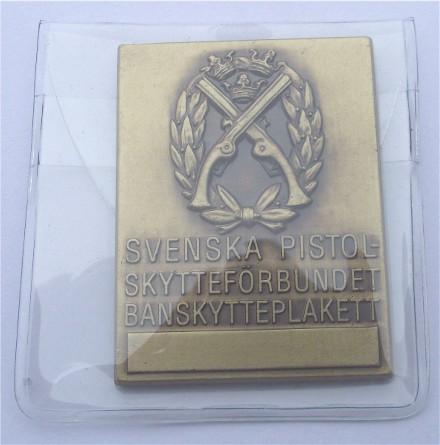 SVENSKA PISTOL-
SKYTTEFÖRBUNDET
BANSKYTTEPLAKETT